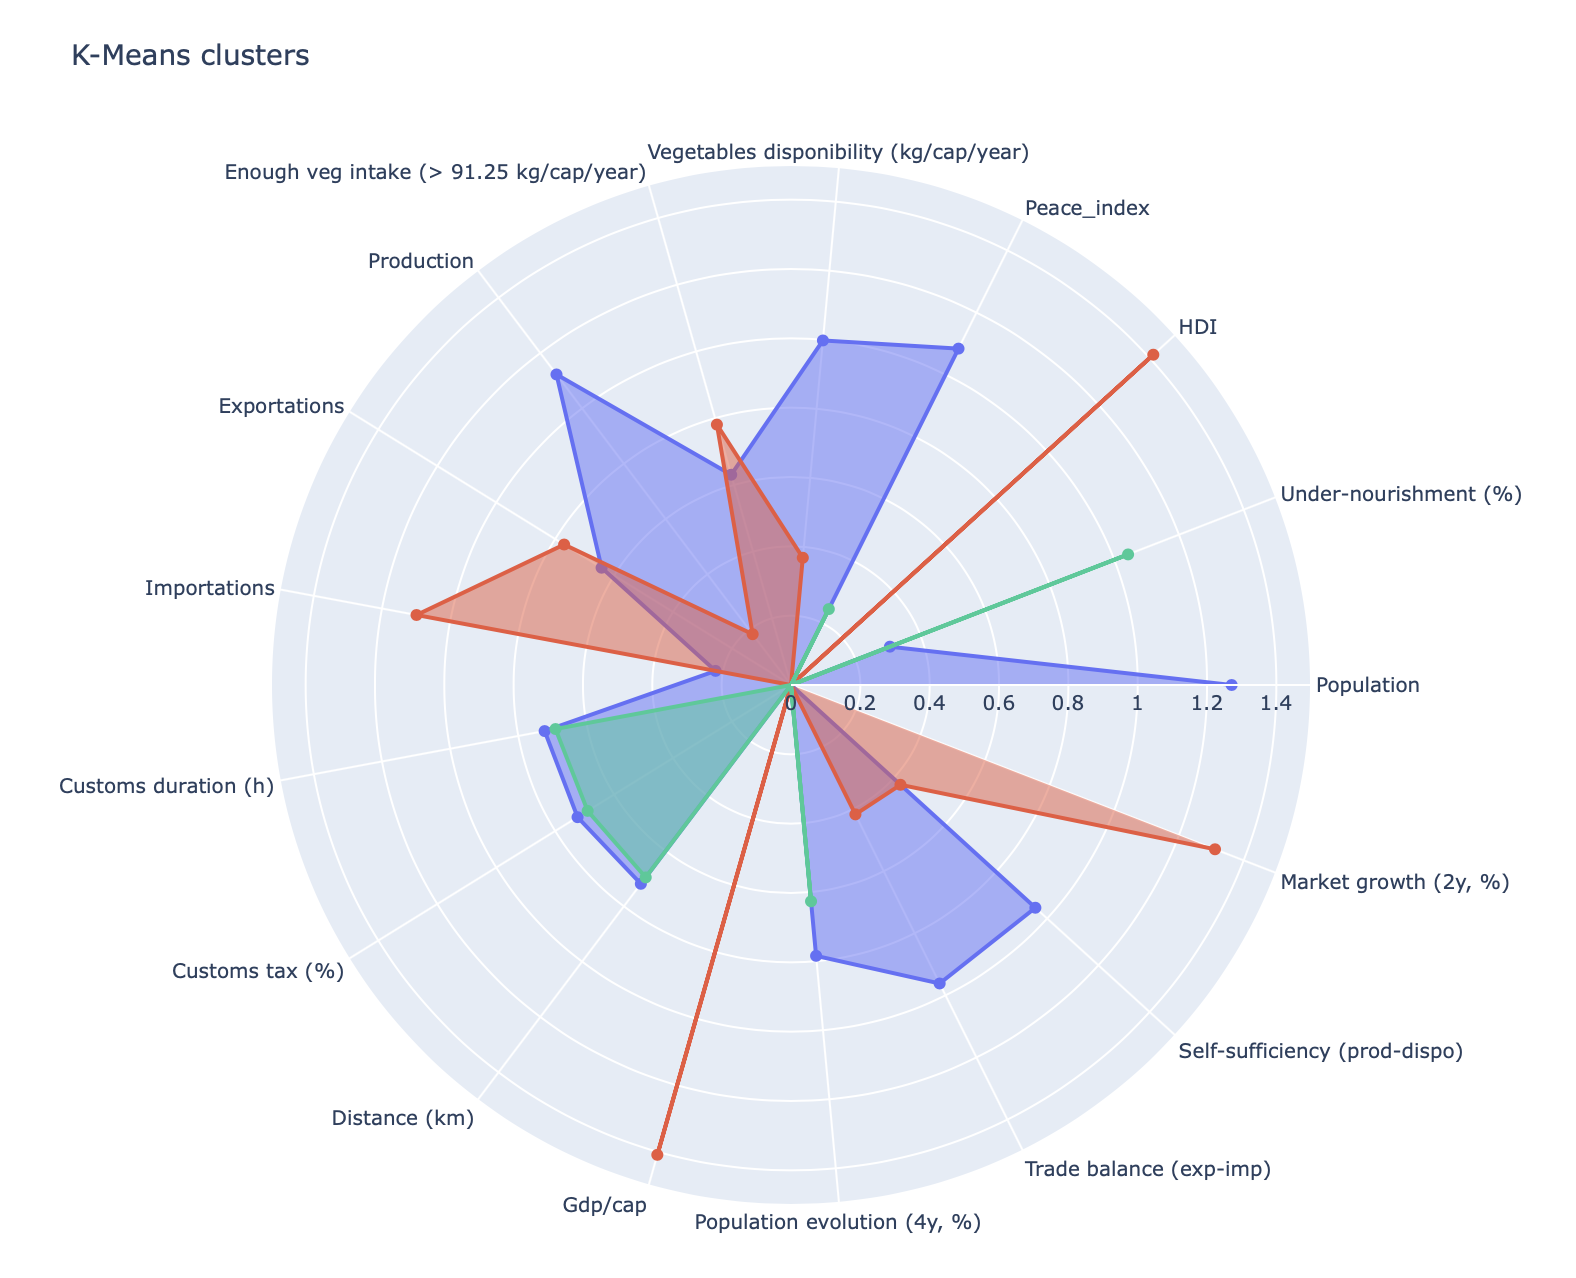 K-Means clusters
Vegetables disponibility (kg/cap/year)
Enough veg intake (> 91.25 kg/cap/year)
Peace_index
Production
HDI
Exportations
Under-nourishment (%)
Importations
Population
0 0.2 0.4 0.6 0.8 1 1.2 1.4
Customs duration (h)
Market growth (2y, %)
Customs tax (%)
Self-sufficiency (prod-dispo)
Distance (km)
Trade balance (exp-imp)
Gdp/cap
Population evolution (4y, %)